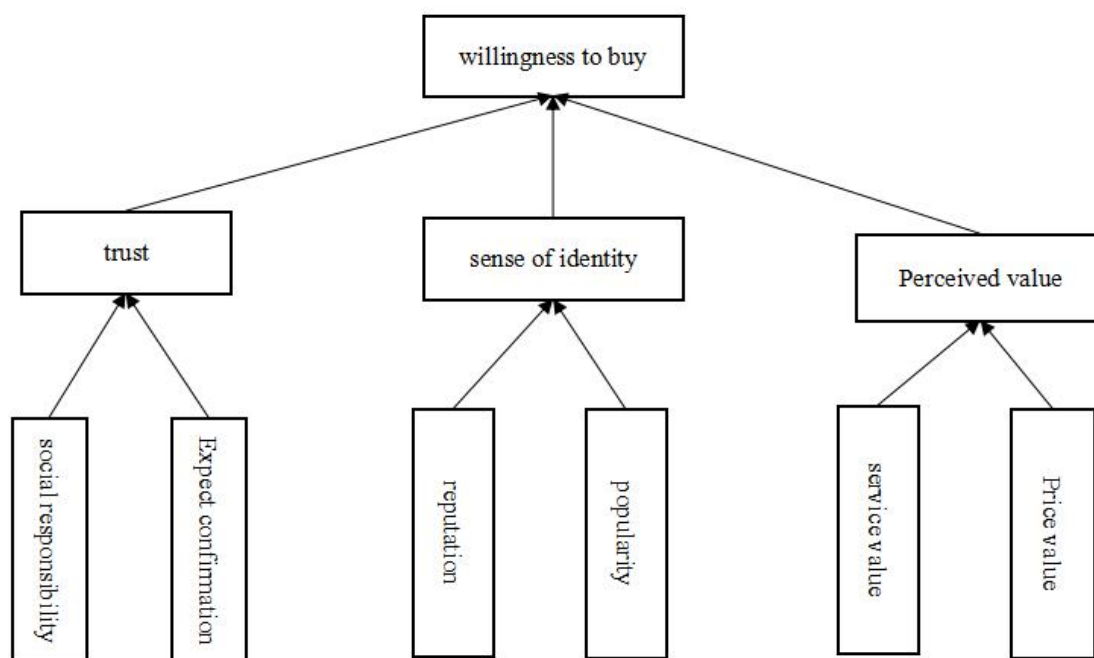 willingness to buy
trust
sense of identity
Perceived value
social responsibility
Expect confirmation
reputation
popularity
service value
Price value